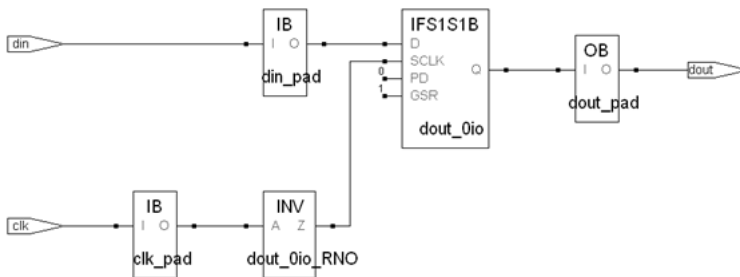 din
IB
I O
din_pad
IFS1S1B
D
SCLK
0
PD
1
GSR
Q
dout_0io
OB
I O
dout_pad
dout
clk
IB
I O
clk_pad
INV
A Z
dout_0io_RNO